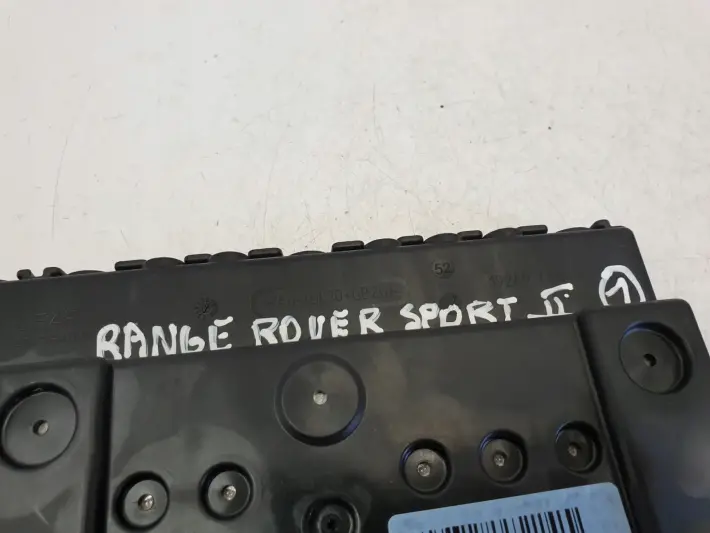 RANGE ROVER SPORT II 1
52